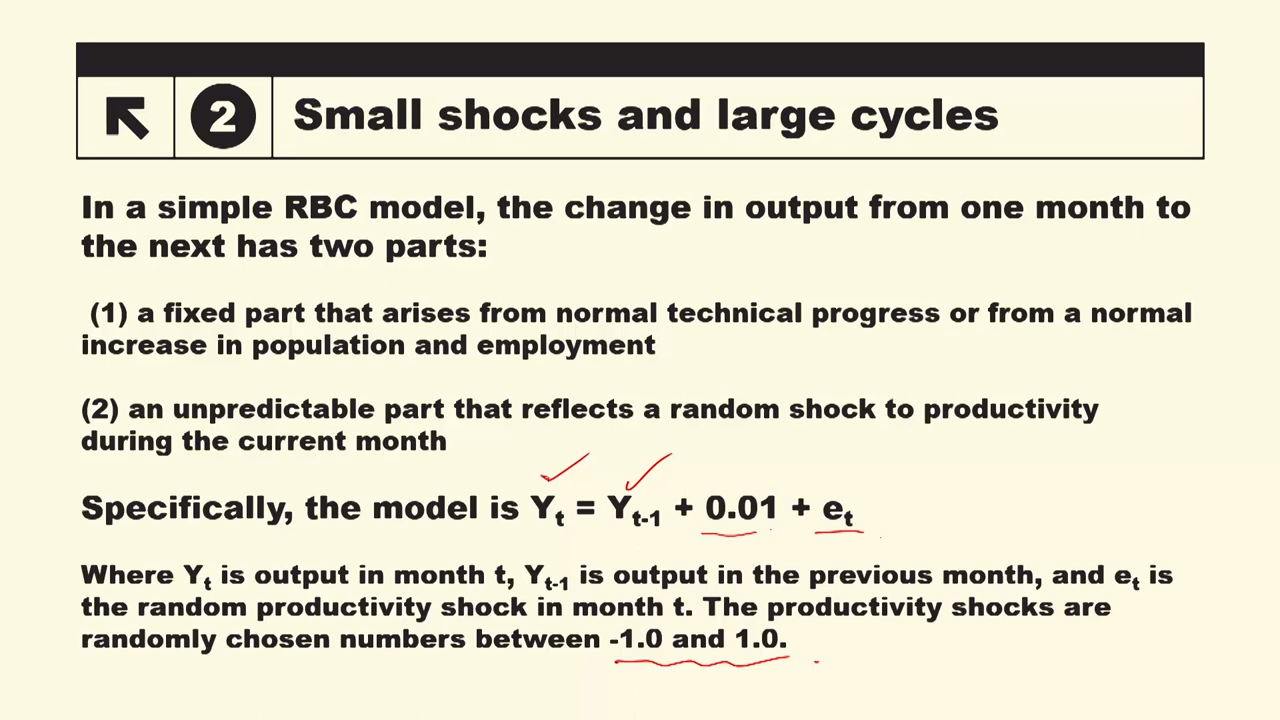 2 Small shocks and large cycles
In a simple RBC model, the change in output from one month to
the next has two parts:
(1) a fixed part that arises from normal technical progress or from a normal
increase in population and employment
(2) an unpredictable part that reflects a random shock to productivity
during the current month
Specifically, the model is Yt = Yt-1 + 0.01 + et
Where Yt is output in month t, Yt-1 is output in the previous month, and et is
the random productivity shock in month t. The productivity shocks are
randomly chosen numbers between -1.0 and 1.0.